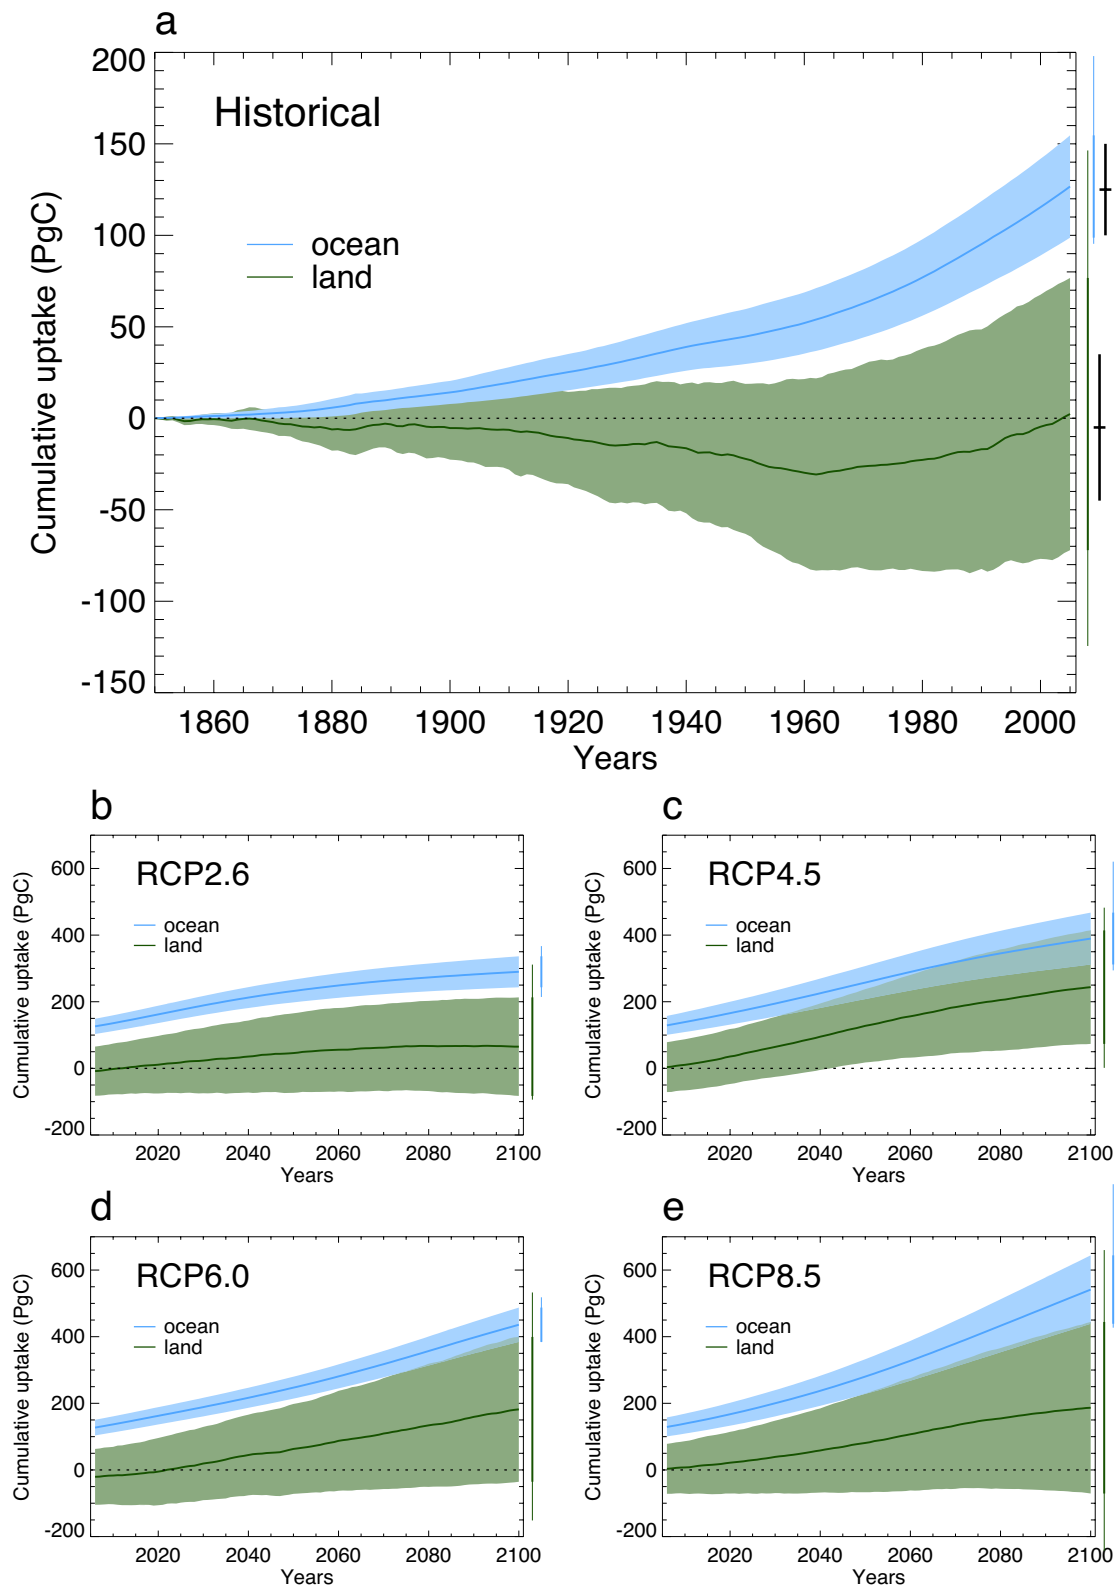 a
200
150
100
50
0
-50
-100
-150
Cumulative uptake (PgC)
Historical
ocean
land
1860 1880 1900 1920 1940 1960 1980 2000
Years
b
600
400
200
0
-200
Cumulative uptake (PgC)
RCP2.6
ocean
land
2020 2040 2060 2080 2100
Years
c
600
400
200
0
-200
Cumulative uptake (PgC)
RCP4.5
ocean
land
2020 2040 2060 2080 2100
Years
d
600
400
200
0
-200
Cumulative uptake (PgC)
RCP6.0
ocean
land
2020 2040 2060 2080 2100
Years
e
600
400
200
0
-200
Cumulative uptake (PgC)
RCP8.5
ocean
land
2020 2040 2060 2080 2100
Years